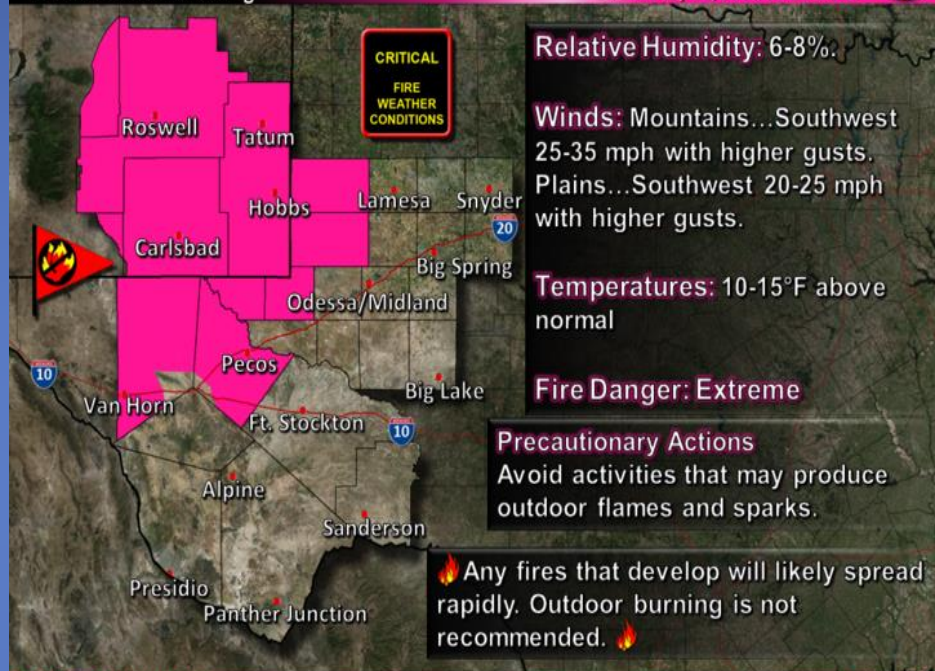 CRITICAL
FIRE
WEATHER
CONDITIONS
Roswell
Tatum
Hobbs
Lamesa
Snyder
Carlsbad
20
Big Spring
Odessa/Midland
Pecos
10
Van Horn
Big Lake
Ft. Stockton
10
Alpine
Sanderson
Presidio
Panther Junction
Relative Humidity: 6-8%.
Winds: Mountains...Southwest
25-35 mph with higher gusts.
Plains...Southwest 20-25 mph
with higher gusts.
Temperatures: 10-15°F above
normal
Fire Danger: Extreme
Precautionary Actions
Avoid activities that may produce
outdoor flames and sparks.
Any fires that develop will likely spread
rapidly. Outdoor burning is not
recommended.